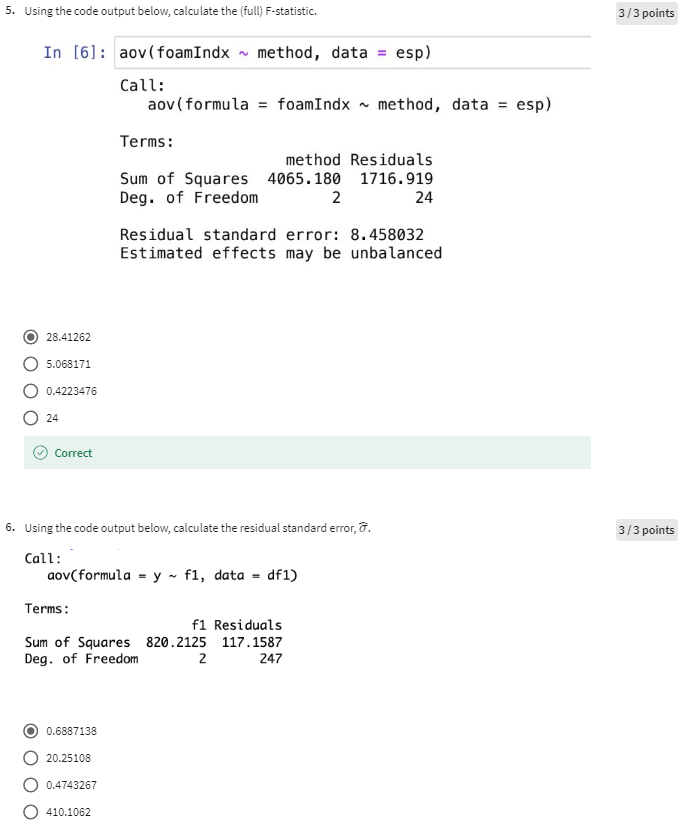 5. Using the code output below, calculate the (full) F-statistic.
3 / 3 points
In [6]: aov(foamIndx ~ method, data = esp)
Call:
aov(formula = foamIndx ~ method, data = esp)
Terms:
method Residuals
Sum of Squares 4065.180 1716.919
Deg. of Freedom 2 24
Residual standard error: 8.458032
Estimated effects may be unbalanced
28.41262
5.068171
0.4223476
24
Correct
6. Using the code output below, calculate the residual standard error, σ̂.
3 / 3 points
Call:
aov(formula = y ~ f1, data = df1)
Terms:
f1 Residuals
Sum of Squares 820.2125 117.1587
Deg. of Freedom 2 247
0.6887138
20.25108
0.4743267
410.1062